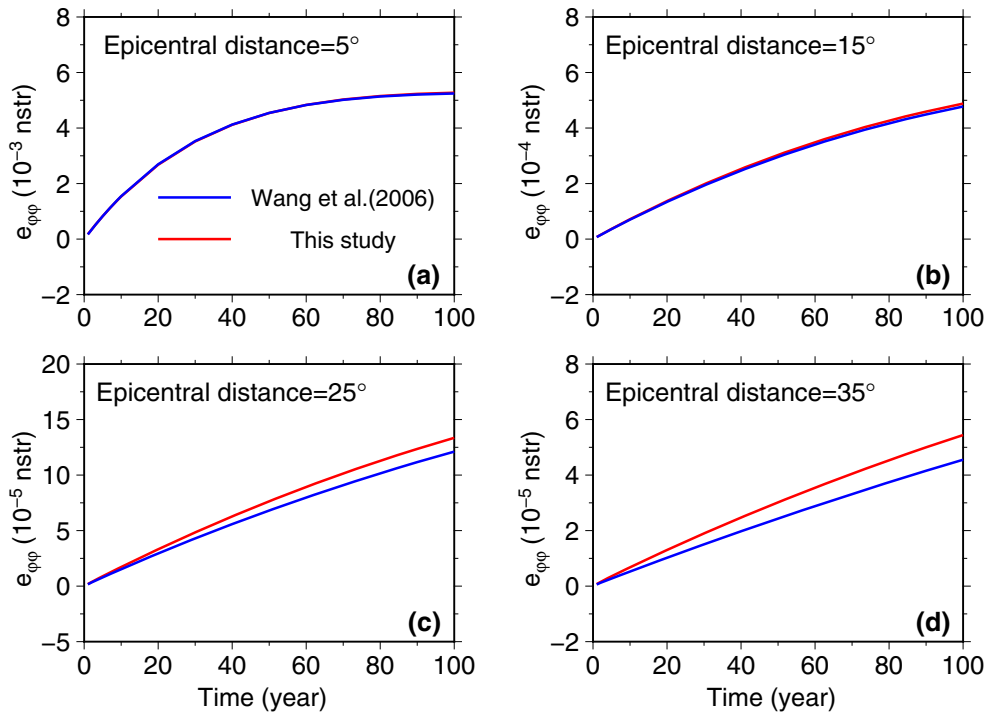 8
6
4
2
0
−2
e_φφ (10^−3 nstr)
Epicentral distance=5°
Wang et al.(2006)
This study
(a)
0 20 40 60 80 100
8
6
4
2
0
−2
e_φφ (10^−4 nstr)
Epicentral distance=15°
(b)
0 20 40 60 80 100
20
15
10
5
0
−5
e_φφ (10^−5 nstr)
Epicentral distance=25°
(c)
0 20 40 60 80 100
Time (year)
8
6
4
2
0
−2
e_φφ (10^−5 nstr)
Epicentral distance=35°
(d)
0 20 40 60 80 100
Time (year)